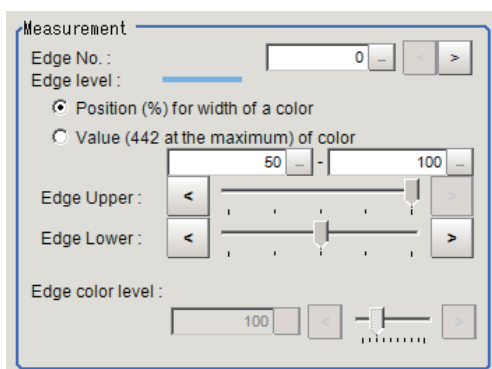 Measurement
Edge No. : 0 ... < >
Edge level :
Position (%) for width of a color
Value (442 at the maximum) of color
50 ... - 100 ...
Edge Upper : < >
Edge Lower : < >
Edge color level :
100 ... < >